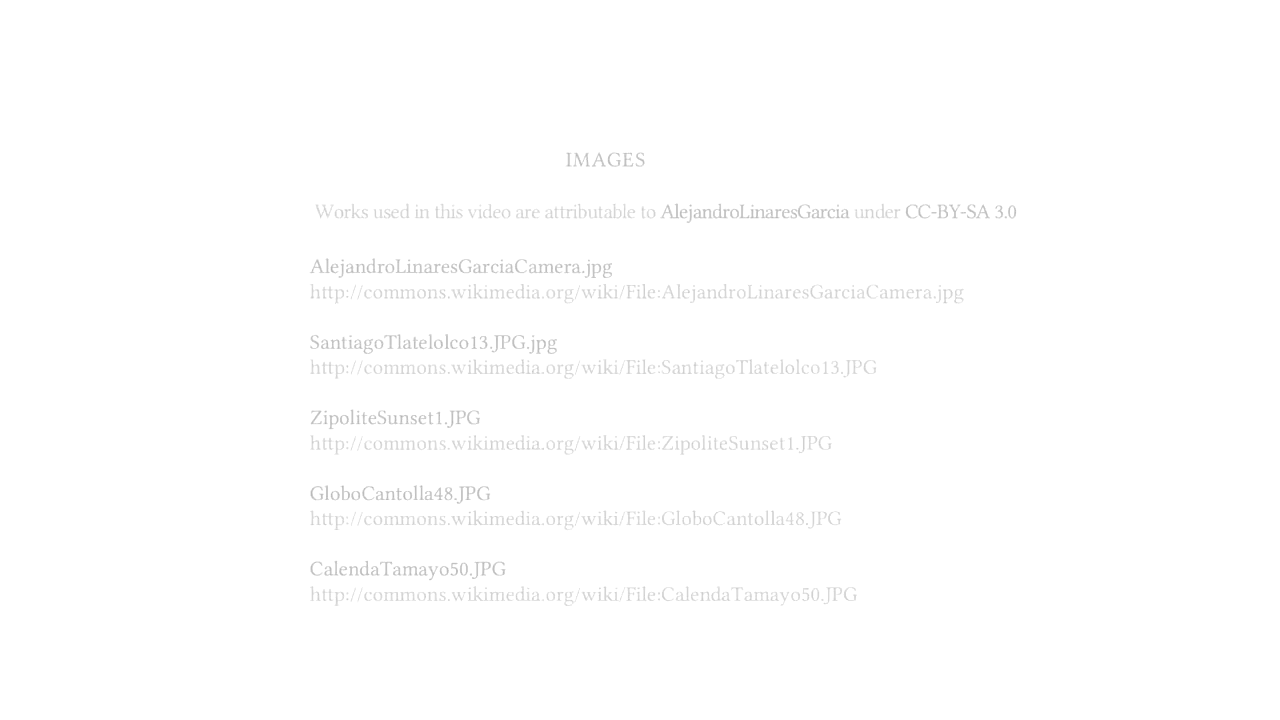 IMAGES
Works used in this video are attributable to AlejandroLinaresGarcia under CC-BY-SA 3.0
AlejandroLinaresGarciaCamera.jpg
http://commons.wikimedia.org/wiki/File:AlejandroLinaresGarciaCamera.jpg
SantiagoTlatelolco13.JPG.jpg
http://commons.wikimedia.org/wiki/File:SantiagoTlatelolco13.JPG
ZipoliteSunset1.JPG
http://commons.wikimedia.org/wiki/File:ZipoliteSunset1.JPG
GloboCantolla48.JPG
http://commons.wikimedia.org/wiki/File:GloboCantolla48.JPG
CalendaTamayo50.JPG
http://commons.wikimedia.org/wiki/File:CalendaTamayo50.JPG